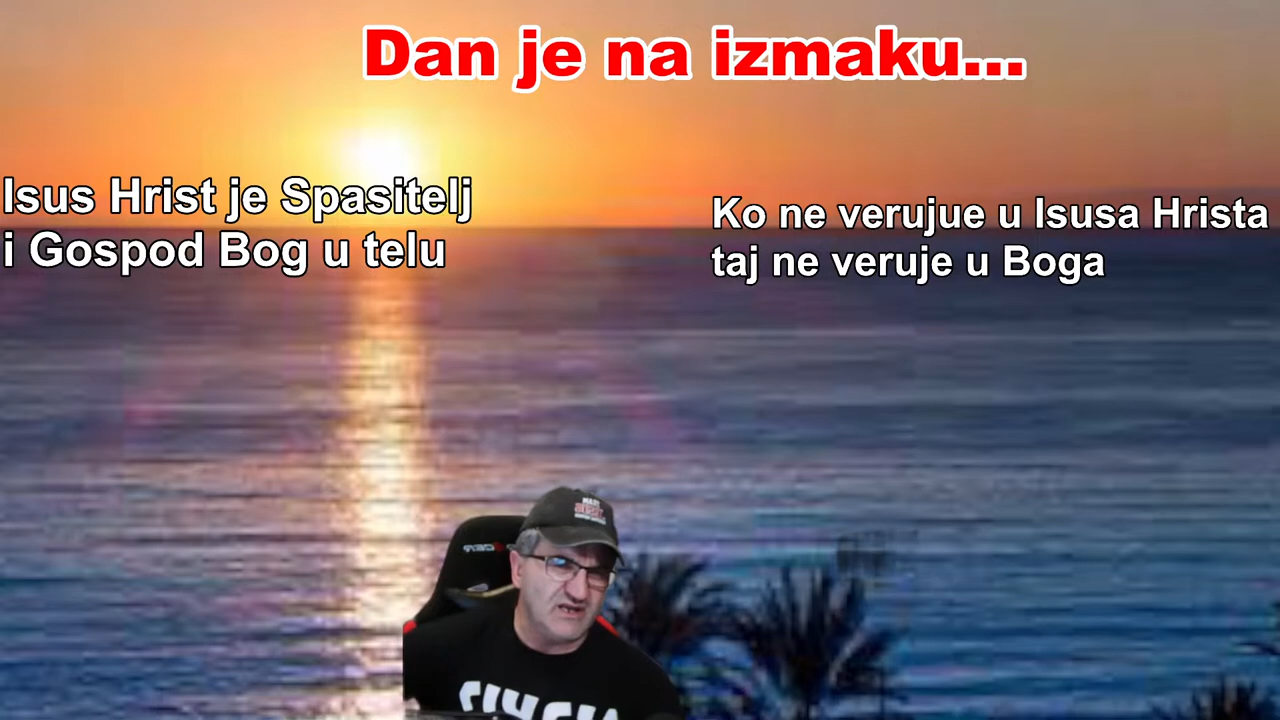 Dan je na izmaku...
Isus Hrist je Spasitelj
i Gospod Bog u telu
Ko ne verujue u Isusa Hrista
taj ne veruje u Boga